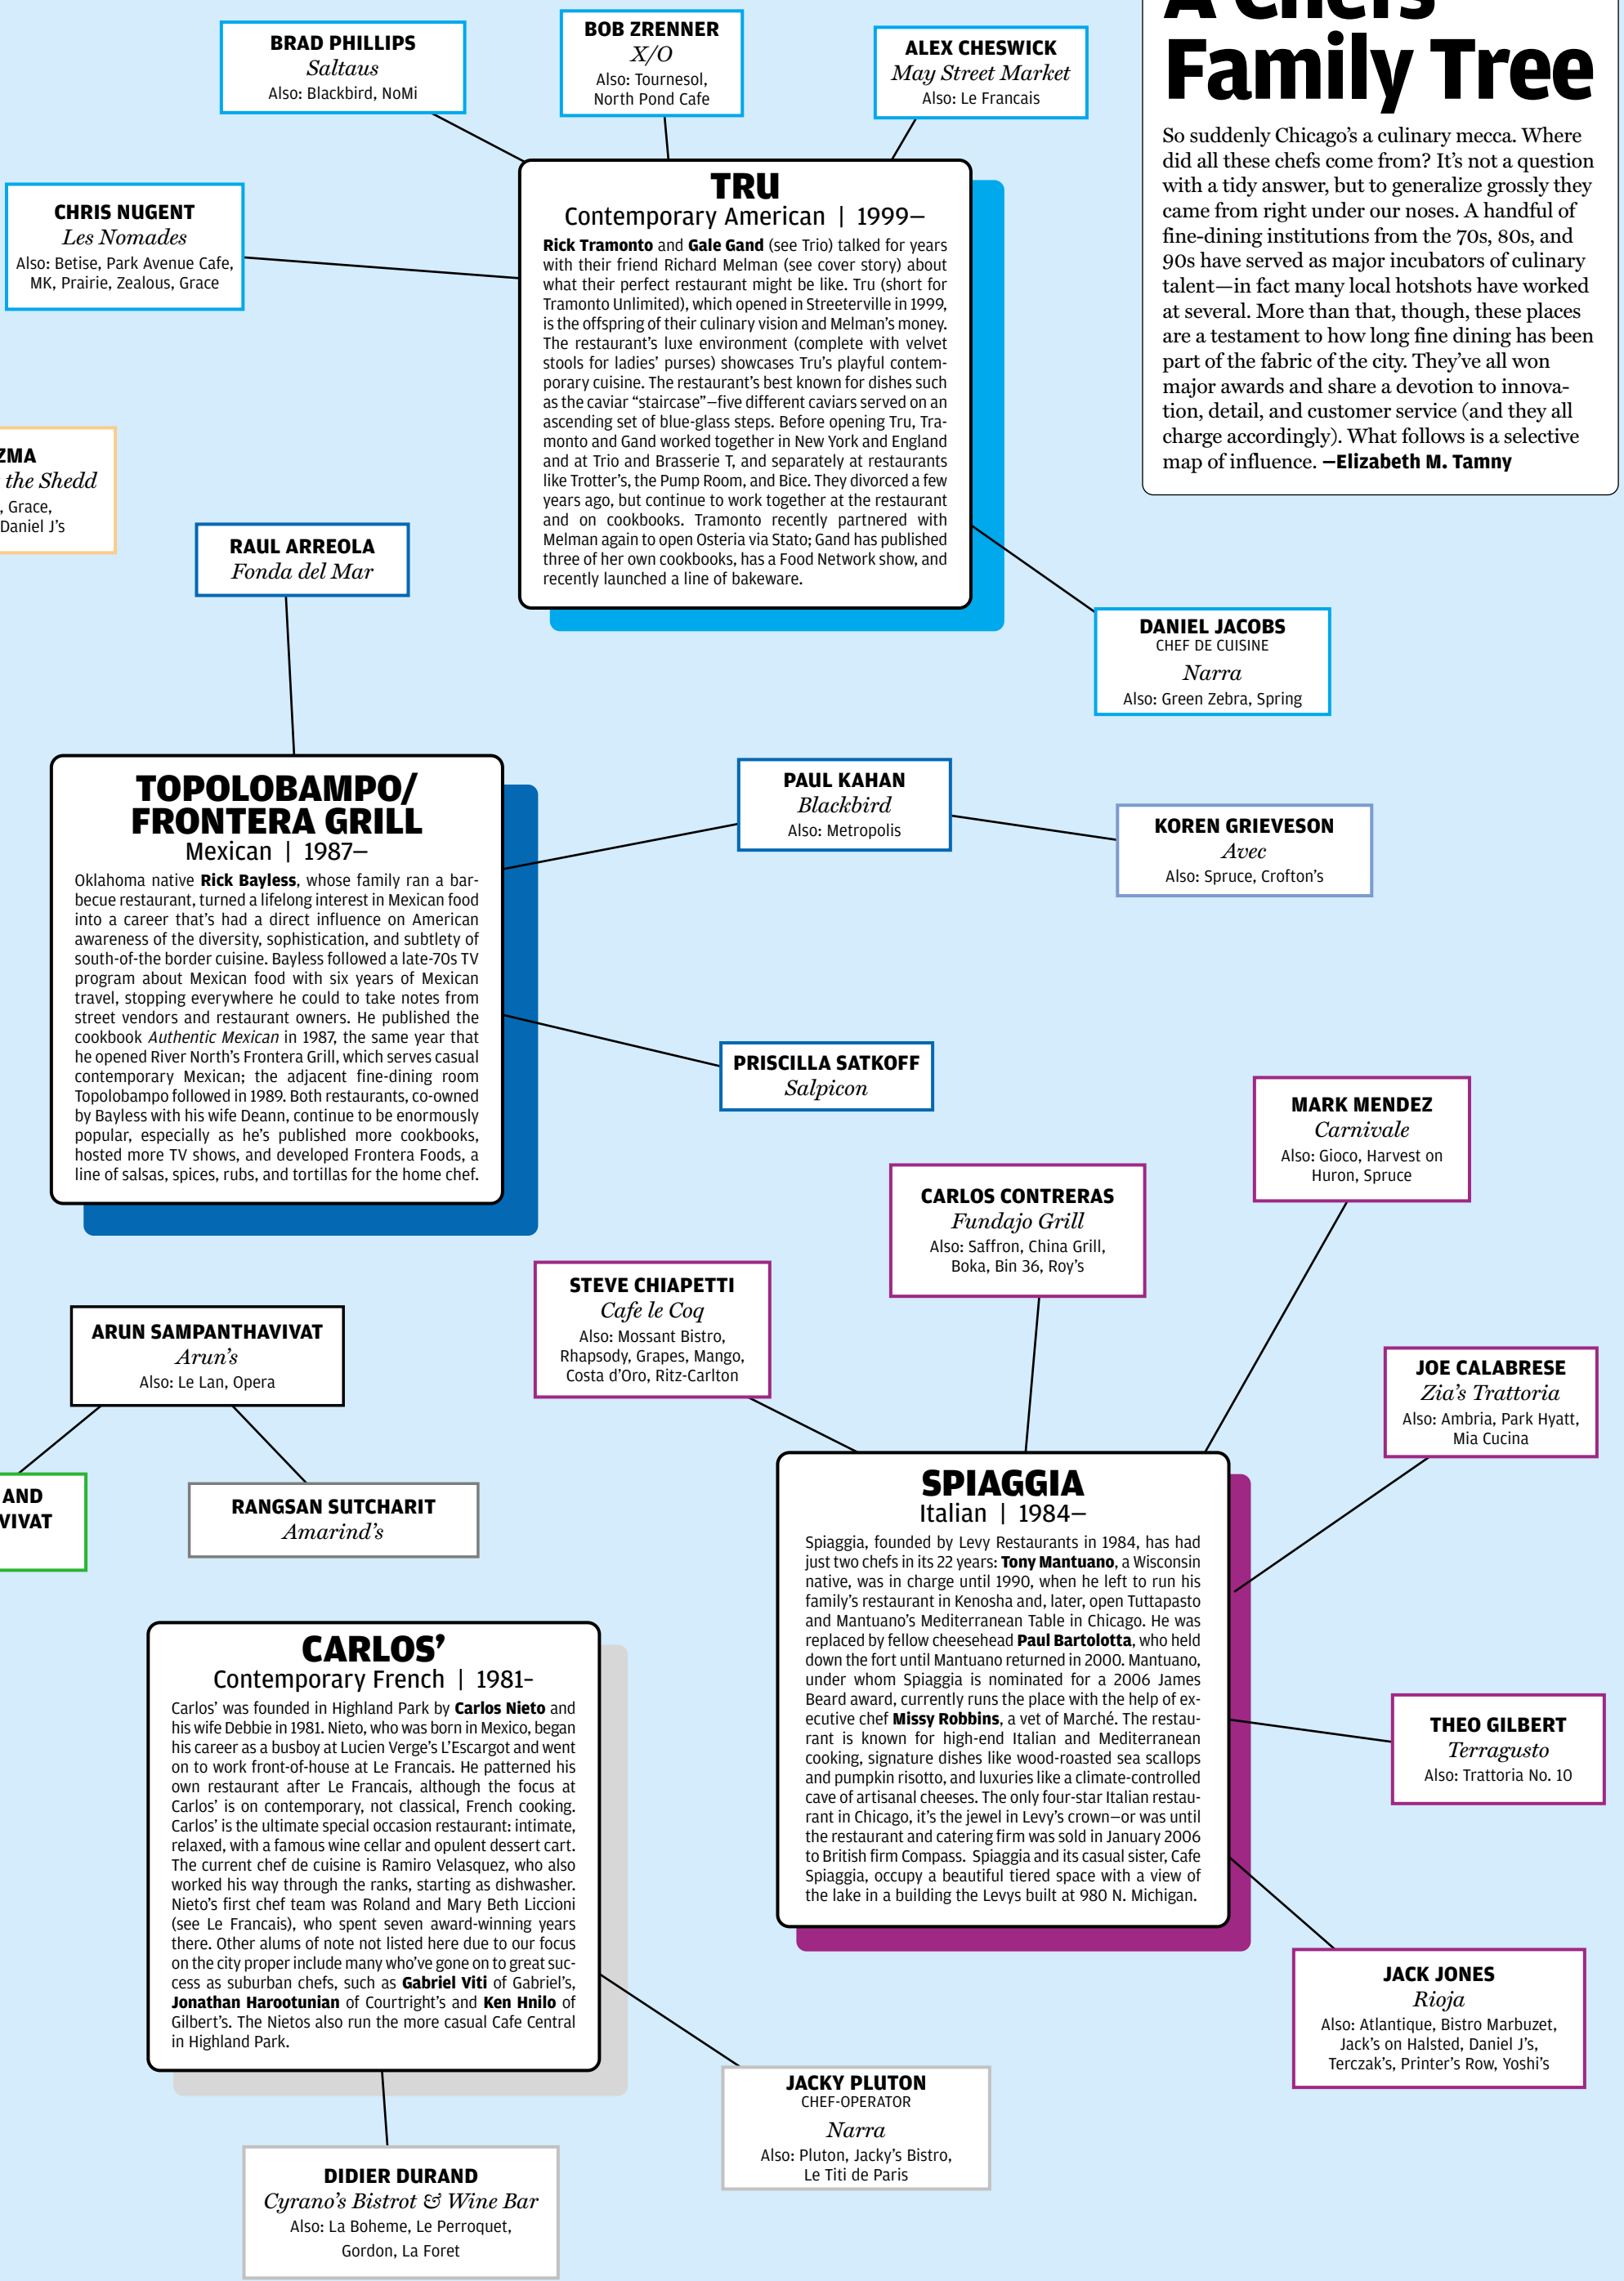 A Chefs
Family Tree
So suddenly Chicago's a culinary mecca. Where
did all these chefs come from? It's not a question
with a tidy answer, but to generalize grossly they
came from right under our noses. A handful of
fine-dining institutions from the 70s, 80s, and
90s have served as major incubators of culinary
talent—in fact many local hotshots have worked
at several. More than that, though, these places
are a testament to how long fine dining has been
part of the fabric of the city. They've all won
major awards and share a devotion to innova-
tion, detail, and customer service (and they all
charge accordingly). What follows is a selective
map of influence. —Elizabeth M. Tamny
BRAD PHILLIPS
Saltaus
Also: Blackbird, NoMi
BOB ZRENNER
X/O
Also: Tournesol,
North Pond Cafe
ALEX CHESWICK
May Street Market
Also: Le Francais
CHRIS NUGENT
Les Nomades
Also: Betise, Park Avenue Cafe,
MK, Prairie, Zealous, Grace
TRU
Contemporary American | 1999—
Rick Tramonto and Gale Gand (see Trio) talked for years
with their friend Richard Melman (see cover story) about
what their perfect restaurant might be like. Tru (short for
Tramonto Unlimited), which opened in Streeterville in 1999,
is the offspring of their culinary vision and Melman's money.
The restaurant's luxe environment (complete with velvet
stools for ladies' purses) showcases Tru's playful contem-
porary cuisine. The restaurant's best known for dishes such
as the caviar "staircase"—five different caviars served on an
ascending set of blue-glass steps. Before opening Tru, Tra-
monto and Gand worked together in New York and England
and at Trio and Brasserie T, and separately at restaurants
like Trotter's, the Pump Room, and Bice. They divorced a few
years ago, but continue to work together at the restaurant
and on cookbooks. Tramonto recently partnered with
Melman again to open Osteria via Stato; Gand has published
three of her own cookbooks, has a Food Network show, and
recently launched a line of bakeware.
ZMA
the Shedd
, Grace,
Daniel J's
RAUL ARREOLA
Fonda del Mar
DANIEL JACOBS
CHEF DE CUISINE
Narra
Also: Green Zebra, Spring
TOPOLOBAMPO/
FRONTERA GRILL
Mexican | 1987—
Oklahoma native Rick Bayless, whose family ran a bar-
becue restaurant, turned a lifelong interest in Mexican food
into a career that's had a direct influence on American
awareness of the diversity, sophistication, and subtlety of
south-of-the border cuisine. Bayless followed a late-70s TV
program about Mexican food with six years of Mexican
travel, stopping everywhere he could to take notes from
street vendors and restaurant owners. He published the
cookbook Authentic Mexican in 1987, the same year that
he opened River North's Frontera Grill, which serves casual
contemporary Mexican; the adjacent fine-dining room
Topolobampo followed in 1989. Both restaurants, co-owned
by Bayless with his wife Deann, continue to be enormously
popular, especially as he's published more cookbooks,
hosted more TV shows, and developed Frontera Foods, a
line of salsas, spices, rubs, and tortillas for the home chef.
PAUL KAHAN
Blackbird
Also: Metropolis
KOREN GRIEVESON
Avec
Also: Spruce, Crofton's
PRISCILLA SATKOFF
Salpicon
MARK MENDEZ
Carnivale
Also: Gioco, Harvest on
Huron, Spruce
CARLOS CONTRERAS
Fundajo Grill
Also: Saffron, China Grill,
Boka, Bin 36, Roy's
STEVE CHIAPETTI
Cafe le Coq
Also: Mossant Bistro,
Rhapsody, Grapes, Mango,
Costa d'Oro, Ritz-Carlton
ARUN SAMPANTHAVIVAT
Arun's
Also: Le Lan, Opera
JOE CALABRESE
Zia's Trattoria
Also: Ambria, Park Hyatt,
Mia Cucina
AND
VIVAT
RANGSAN SUTCHARIT
Amarind's
SPIAGGIA
Italian | 1984—
Spiaggia, founded by Levy Restaurants in 1984, has had
just two chefs in its 22 years: Tony Mantuano, a Wisconsin
native, was in charge until 1990, when he left to run his
family's restaurant in Kenosha and, later, open Tuttapasto
and Mantuano's Mediterranean Table in Chicago. He was
replaced by fellow cheesehead Paul Bartolotta, who held
down the fort until Mantuano returned in 2000. Mantuano,
under whom Spiaggia is nominated for a 2006 James
Beard award, currently runs the place with the help of ex-
ecutive chef Missy Robbins, a vet of Marché. The restau-
rant is known for high-end Italian and Mediterranean
cooking, signature dishes like wood-roasted sea scallops
and pumpkin risotto, and luxuries like a climate-controlled
cave of artisanal cheeses. The only four-star Italian restau-
rant in Chicago, it's the jewel in Levy's crown—or was until
the restaurant and catering firm was sold in January 2006
to British firm Compass. Spiaggia and its casual sister, Cafe
Spiaggia, occupy a beautiful tiered space with a view of
the lake in a building the Levys built at 980 N. Michigan.
CARLOS'
Contemporary French | 1981-
Carlos' was founded in Highland Park by Carlos Nieto and
his wife Debbie in 1981. Nieto, who was born in Mexico, began
his career as a busboy at Lucien Verge's L'Escargot and went
on to work front-of-house at Le Francais. He patterned his
own restaurant after Le Francais, although the focus at
Carlos' is on contemporary, not classical, French cooking.
Carlos' is the ultimate special occasion restaurant: intimate,
relaxed, with a famous wine cellar and opulent dessert cart.
The current chef de cuisine is Ramiro Velasquez, who also
worked his way through the ranks, starting as dishwasher.
Nieto's first chef team was Roland and Mary Beth Liccioni
(see Le Francais), who spent seven award-winning years
there. Other alums of note not listed here due to our focus
on the city proper include many who've gone on to great suc-
cess as suburban chefs, such as Gabriel Viti of Gabriel's,
Jonathan Harootunian of Courtright's and Ken Hnilo of
Gilbert's. The Nietos also run the more casual Cafe Central
in Highland Park.
THEO GILBERT
Terragusto
Also: Trattoria No. 10
JACK JONES
Rioja
Also: Atlantique, Bistro Marbuzet,
Jack's on Halsted, Daniel J's,
Terczak's, Printer's Row, Yoshi's
JACKY PLUTON
CHEF-OPERATOR
Narra
Also: Pluton, Jacky's Bistro,
Le Titi de Paris
DIDIER DURAND
Cyrano's Bistrot & Wine Bar
Also: La Boheme, Le Perroquet,
Gordon, La Foret